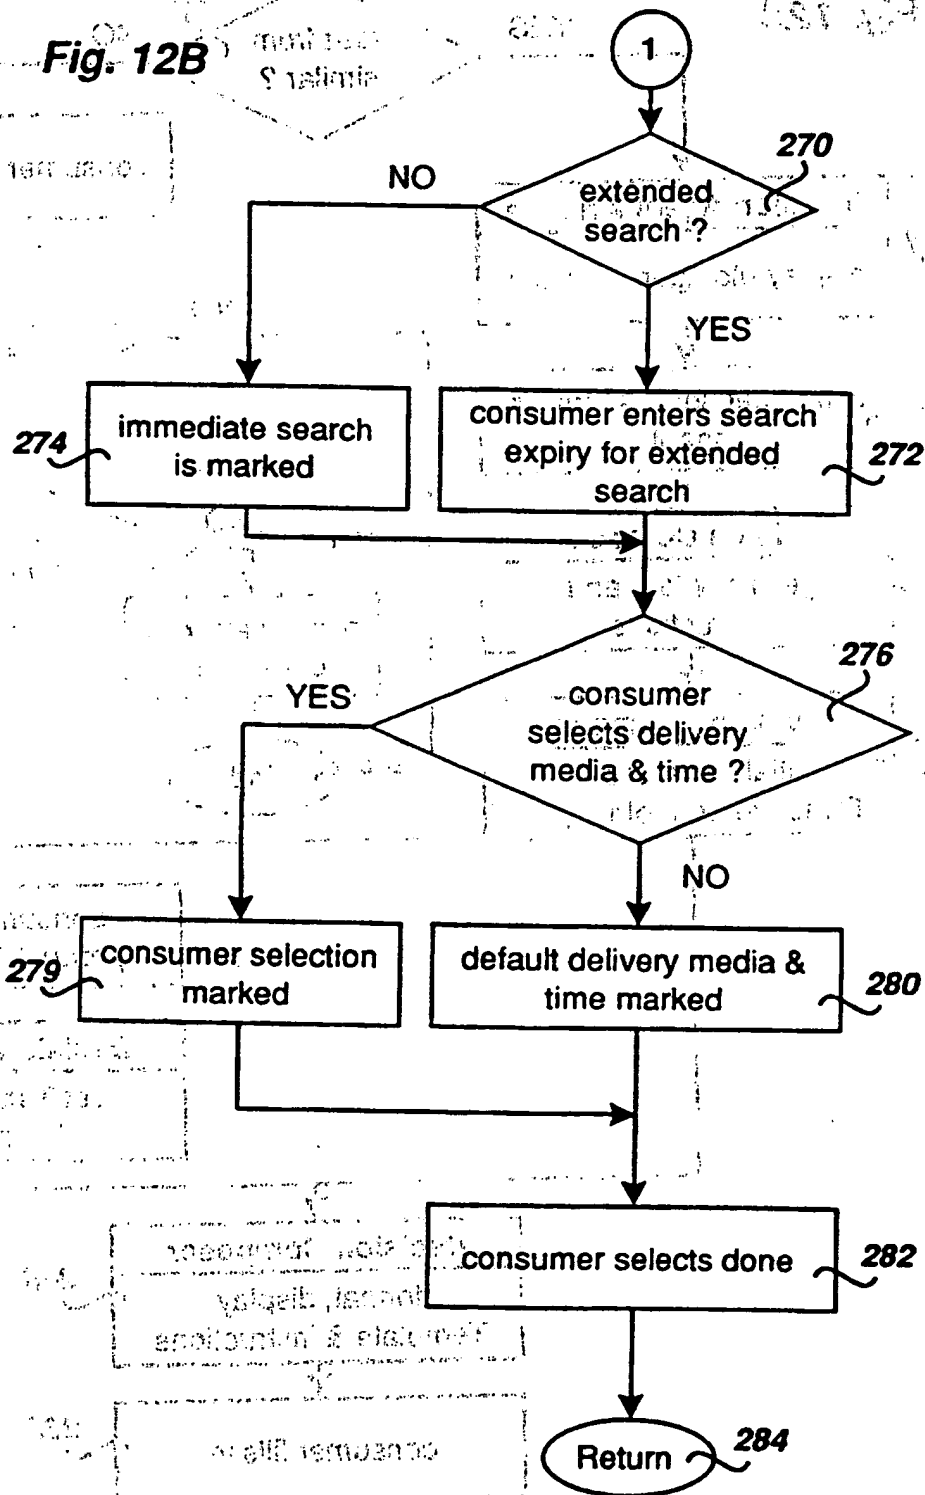 Fig. 12B
1
270
extended
search ?
NO
YES
274
immediate search
is marked
consumer enters search
expiry for extended
search
272
276
consumer
selects delivery
media & time ?
YES
NO
279
consumer selection
marked
default delivery media &
time marked
280
consumer selects done
282
Return
284